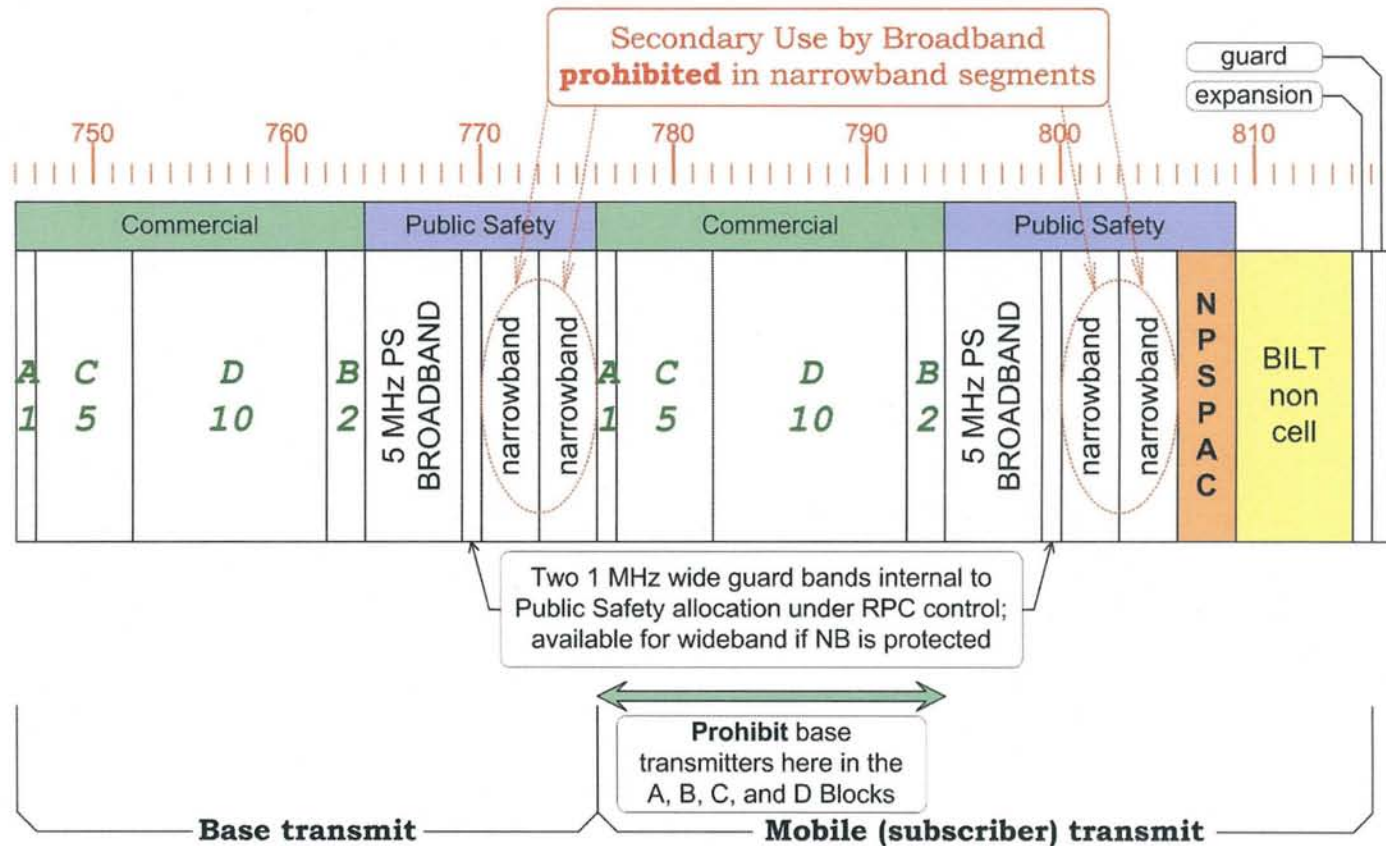 Secondary Use by Broadband
prohibited in narrowband segments
guard
expansion
750
760
770
780
790
800
810
Commercial
Public Safety
Commercial
Public Safety
A
1
C
5
D
10
B
2
5 MHz PS
BROADBAND
narrowband
narrowband
A
1
C
5
D
10
B
2
5 MHz PS
BROADBAND
narrowband
narrowband
N
P
S
P
A
C
BILT
non
cell
Two 1 MHz wide guard bands internal to
Public Safety allocation under RPC control;
available for wideband if NB is protected
Prohibit base
transmitters here in the
A, B, C, and D Blocks
Base transmit
Mobile (subscriber) transmit